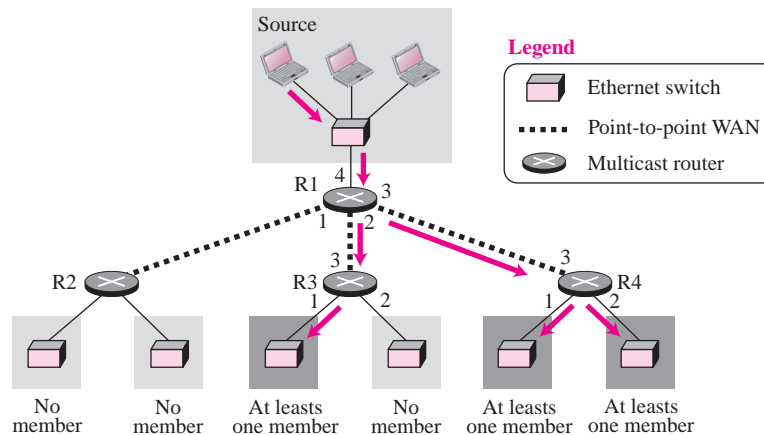 Source
Legend
Ethernet switch
Point-to-point WAN
Multicast router
4
R1
3
1
2
R2
3
R3
1
2
3
R4
1
2
No
member
No
member
At leasts
one member
No
member
At leasts
one member
At leasts
one member